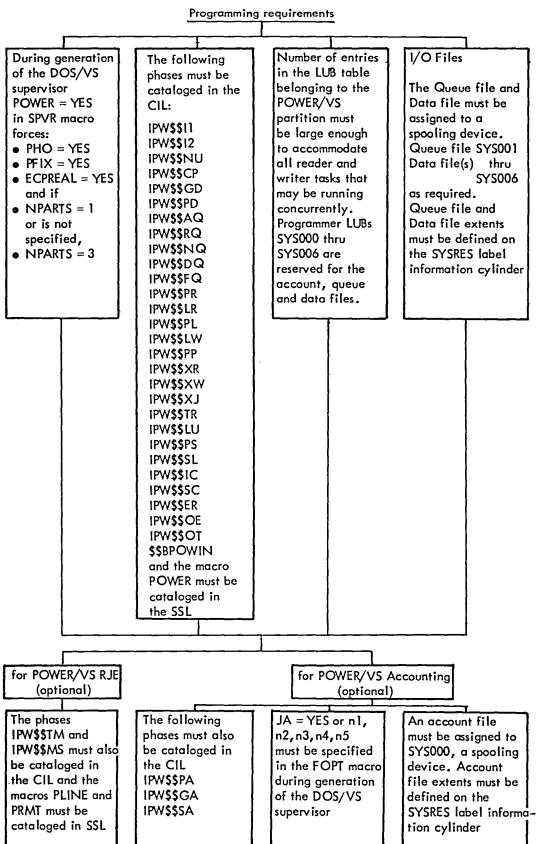 Programming requirements
During generation
of the DOS/VS
supervisor
POWER = YES
in SPVR macro
forces:
● PHO = YES
● PFIX = YES
● ECPREAL = YES
and if
● NPARTS = 1
or is not
specified,
● NPARTS = 3
The following
phases must be
cataloged in the
CIL:
IPW$$I1
IPW$$I2
IPW$$NU
IPW$$CP
IPW$$GD
IPW$$PD
IPW$$AQ
IPW$$RQ
IPW$$NQ
IPW$$DQ
IPW$$FQ
IPW$$PR
IPW$$LR
IPW$$PL
IPW$$LW
IPW$$PP
IPW$$XR
IPW$$XW
IPW$$XJ
IPW$$TR
IPW$$LU
IPW$$PS
IPW$$SL
IPW$$IC
IPW$$SC
IPW$$ER
IPW$$OE
IPW$$OT
$$BPOWIN
and the macro
POWER must be
cataloged in
the SSL
Number of entries
in the LUB table
belonging to the
POWER/VS
partition must
be large enough
to accommodate
all reader and
writer tasks that
may be running
concurrently.
Programmer LUBs
SYS000 thru
SYS006 are
reserved for the
account, queue
and data files.
I/O Files
The Queue file and
Data file must be
assigned to a
spooling device.
Queue file SYS001
Data file(s) thru
SYS006
as required.
Queue file and
Data file extents
must be defined on
the SYSRES label
information cylinder
for POWER/VS RJE
(optional)
for POWER/VS Accounting
(optional)
The phases
IPW$$TM and
IPW$$MS must also
be cataloged in
the CIL and the
macros PLINE and
PRMT must be
cataloged in SSL
The following
phases must also
be cataloged in
the CIL
IPW$$PA
IPW$$GA
IPW$$SA
JA = YES or n1,
n2,n3,n4,n5
must be specified
in the FOPT macro
during generation
of the DOS/VS
supervisor
An account file
must be assigned to
SYS000, a spooling
device. Account
file extents must be
defined on the
SYSRES label informa-
tion cylinder